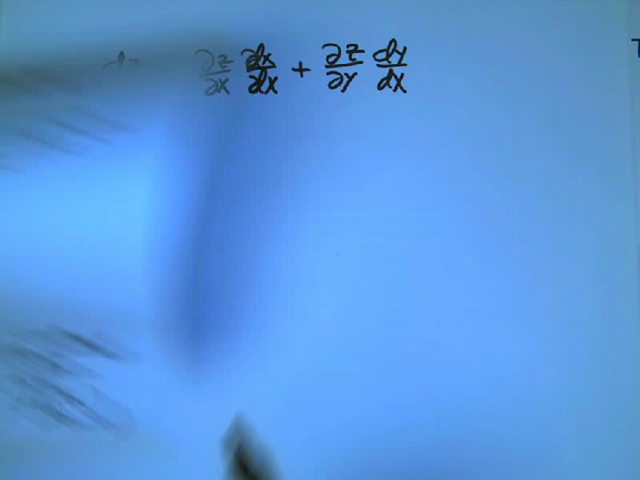 ∂z/∂x dx/dx + ∂z/∂y dy/dx